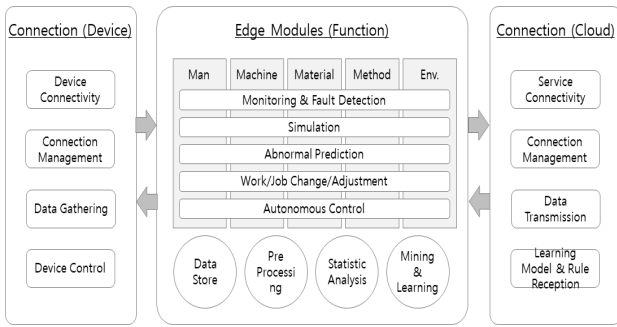 Connection (Device)
Device
Connectivity
Connection
Management
Data Gathering
Device Control
Edge Modules (Function)
Man
Machine
Material
Method
Env.
Monitoring & Fault Detection
Simulation
Abnormal Prediction
Work/Job Change/Adjustment
Autonomous Control
Data
Store
Pre
Processi
ng
Statistic
Analysis
Mining
&
Learning
Connection (Cloud)
Service
Connectivity
Connection
Management
Data
Transmission
Learning
Model & Rule
Reception